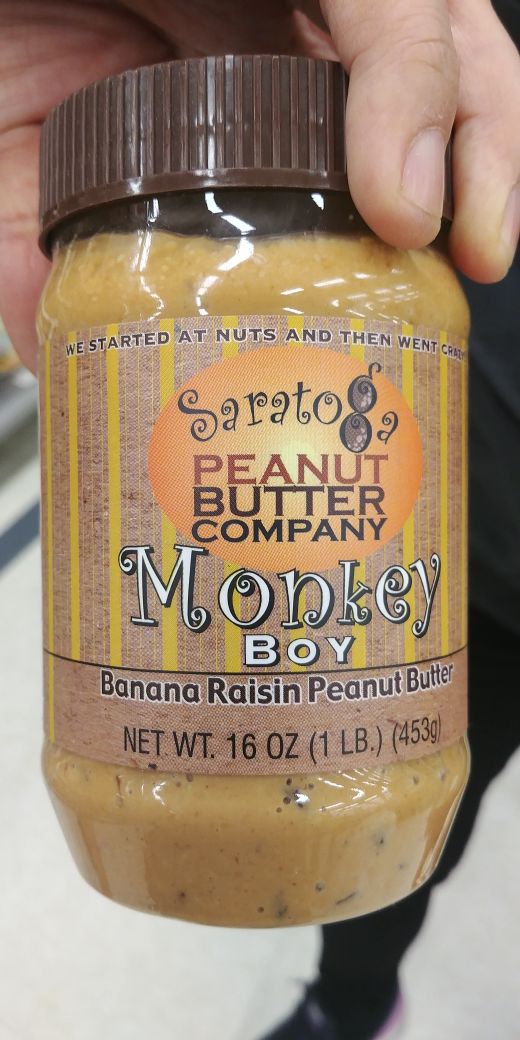 WE STARTED AT NUTS AND THEN WENT CRAZY
Saratoga
PEANUT
BUTTER
COMPANY
Monkey
BOY
Banana Raisin Peanut Butter
NET WT. 16 OZ (1 LB.) (453g)